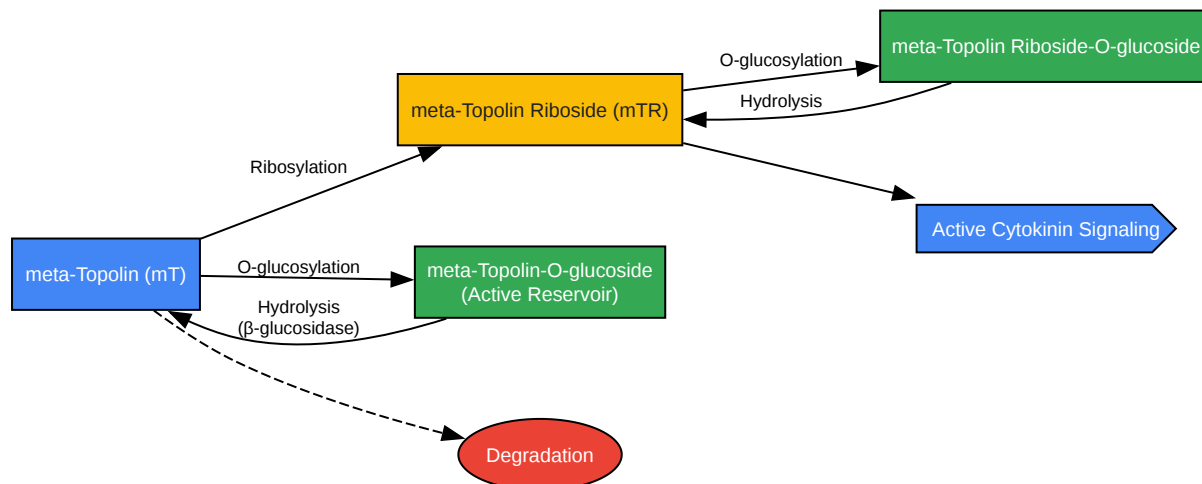 meta-Topolin Riboside-O-glucoside
O-glucosylation
Hydrolysis
meta-Topolin Riboside (mTR)
Ribosylation
Active Cytokinin Signaling
meta-Topolin (mT)
O-glucosylation
meta-Topolin-O-glucoside
(Active Reservoir)
Hydrolysis
(β-glucosidase)
Degradation